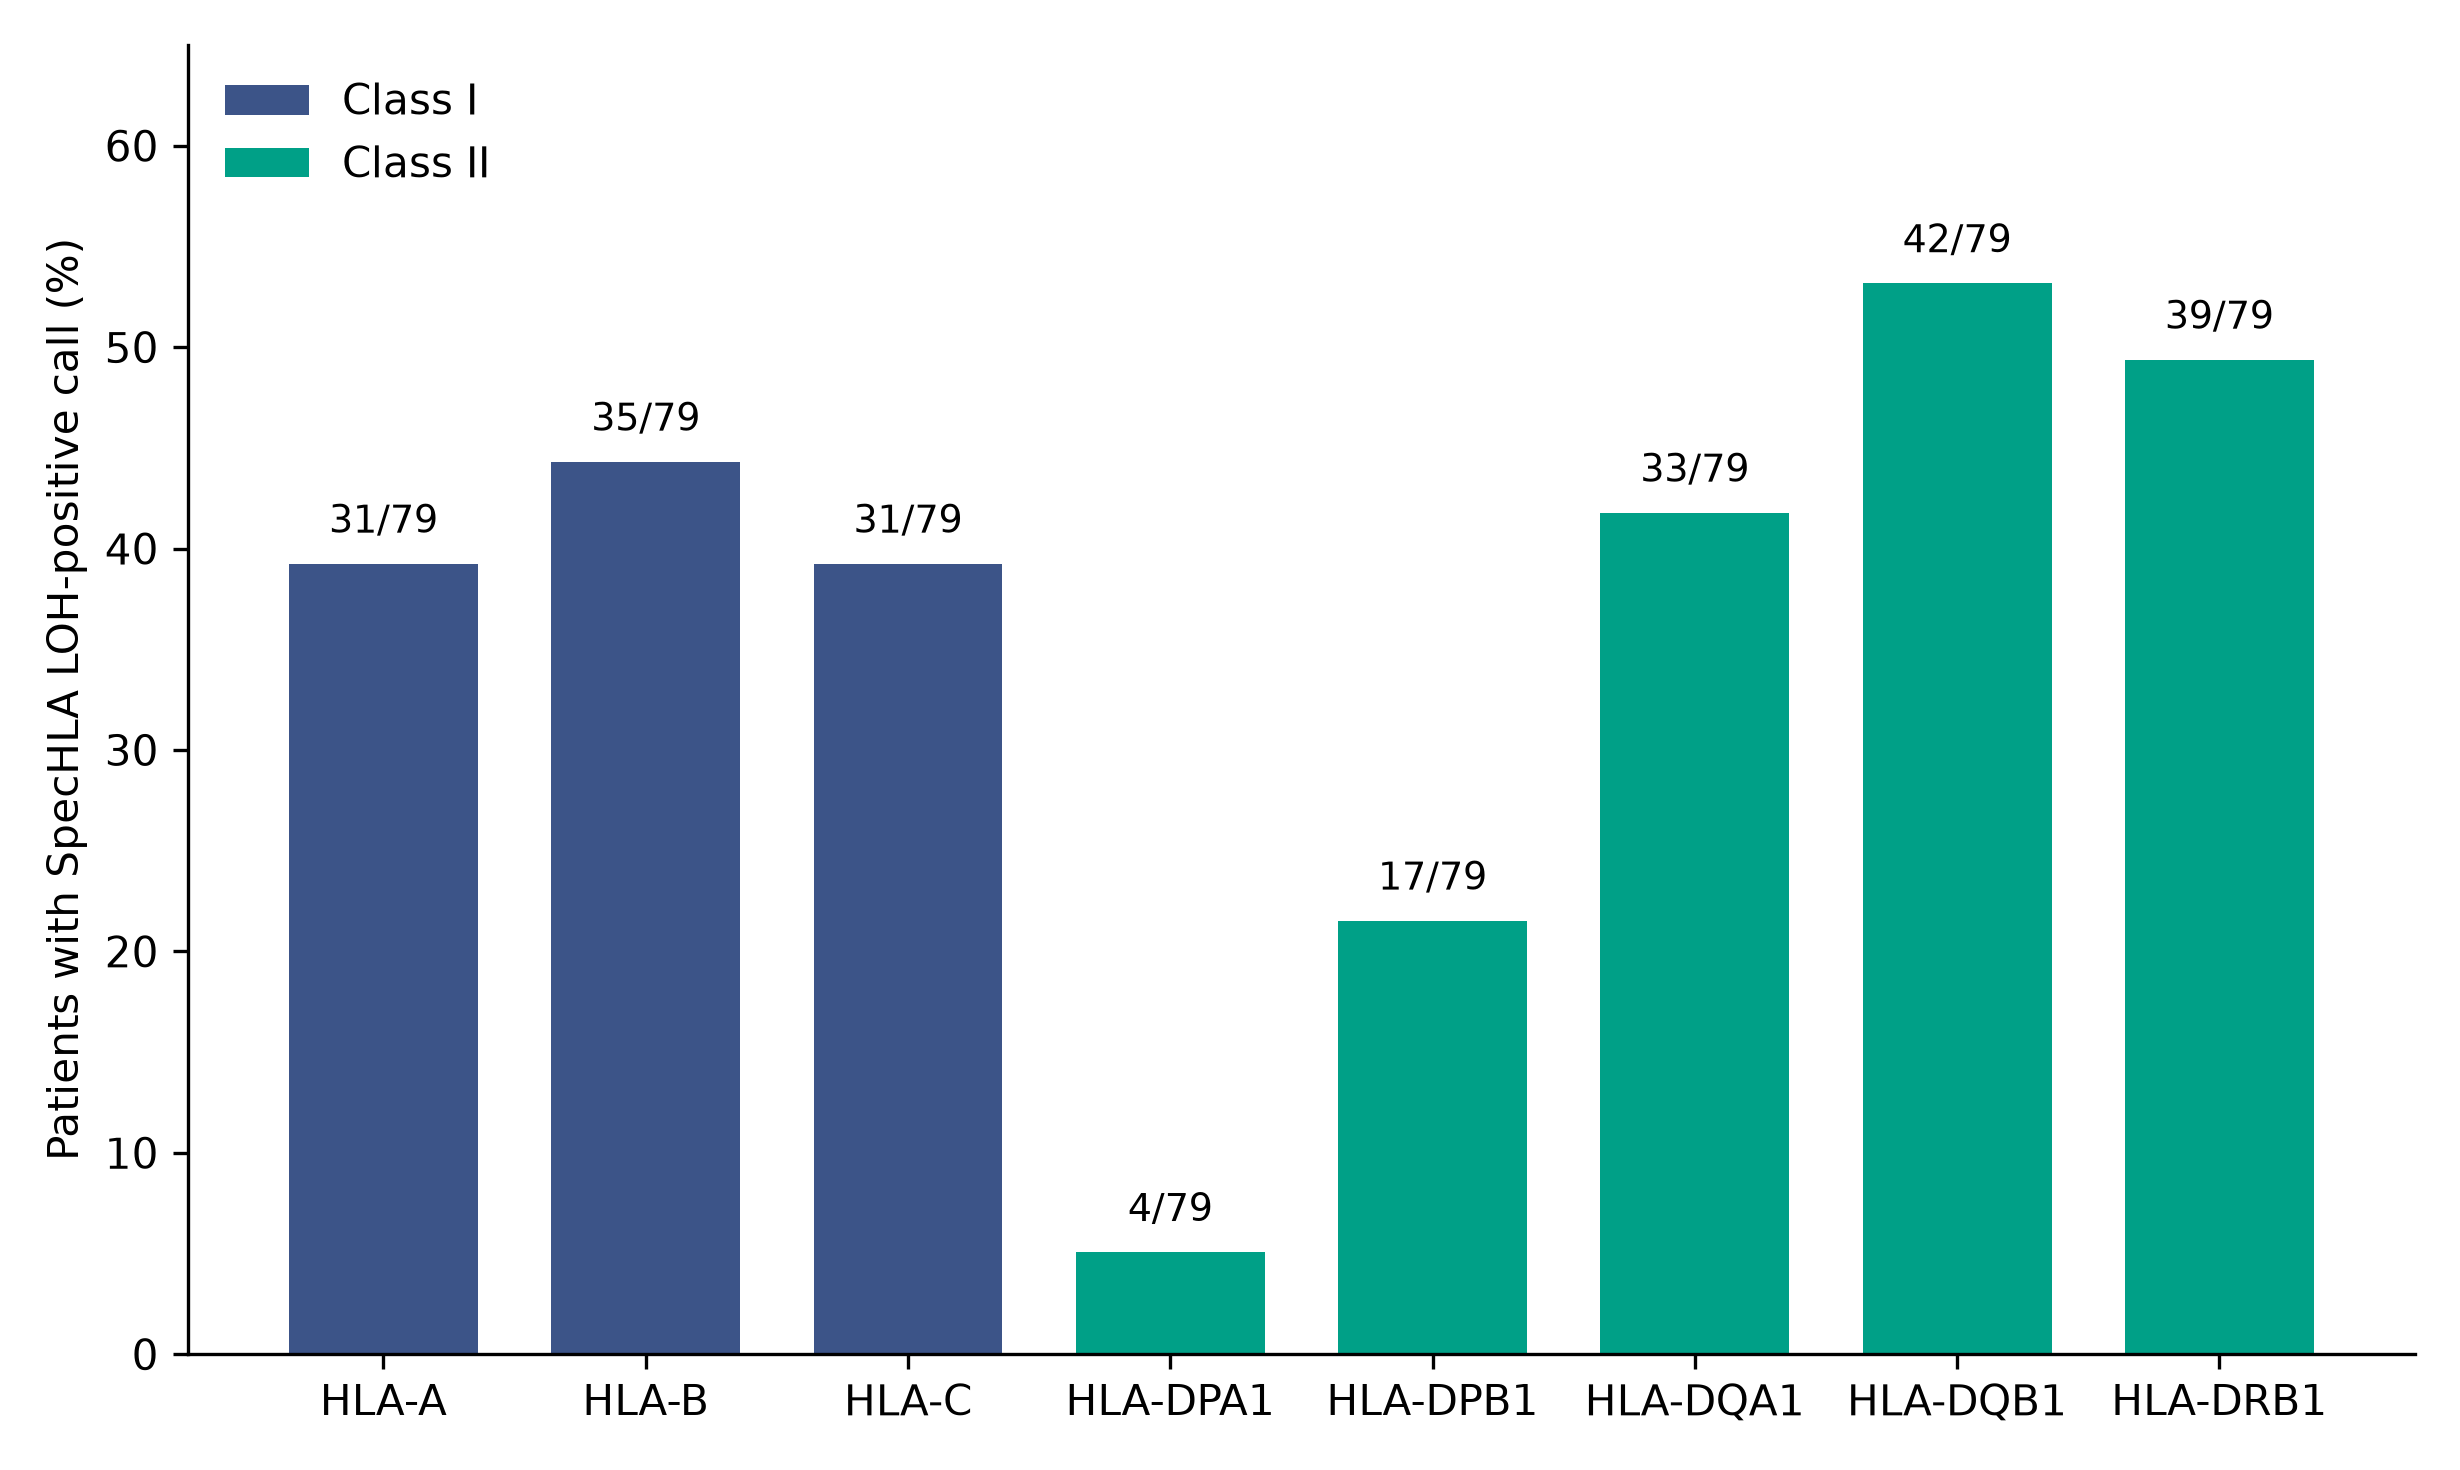 Class I
Class II
Patients with SpecHLA LOH-positive call (%)
60
50
40
30
20
10
0
31/79
35/79
31/79
4/79
17/79
33/79
42/79
39/79
HLA-A
HLA-B
HLA-C
HLA-DPA1
HLA-DPB1
HLA-DQA1
HLA-DQB1
HLA-DRB1